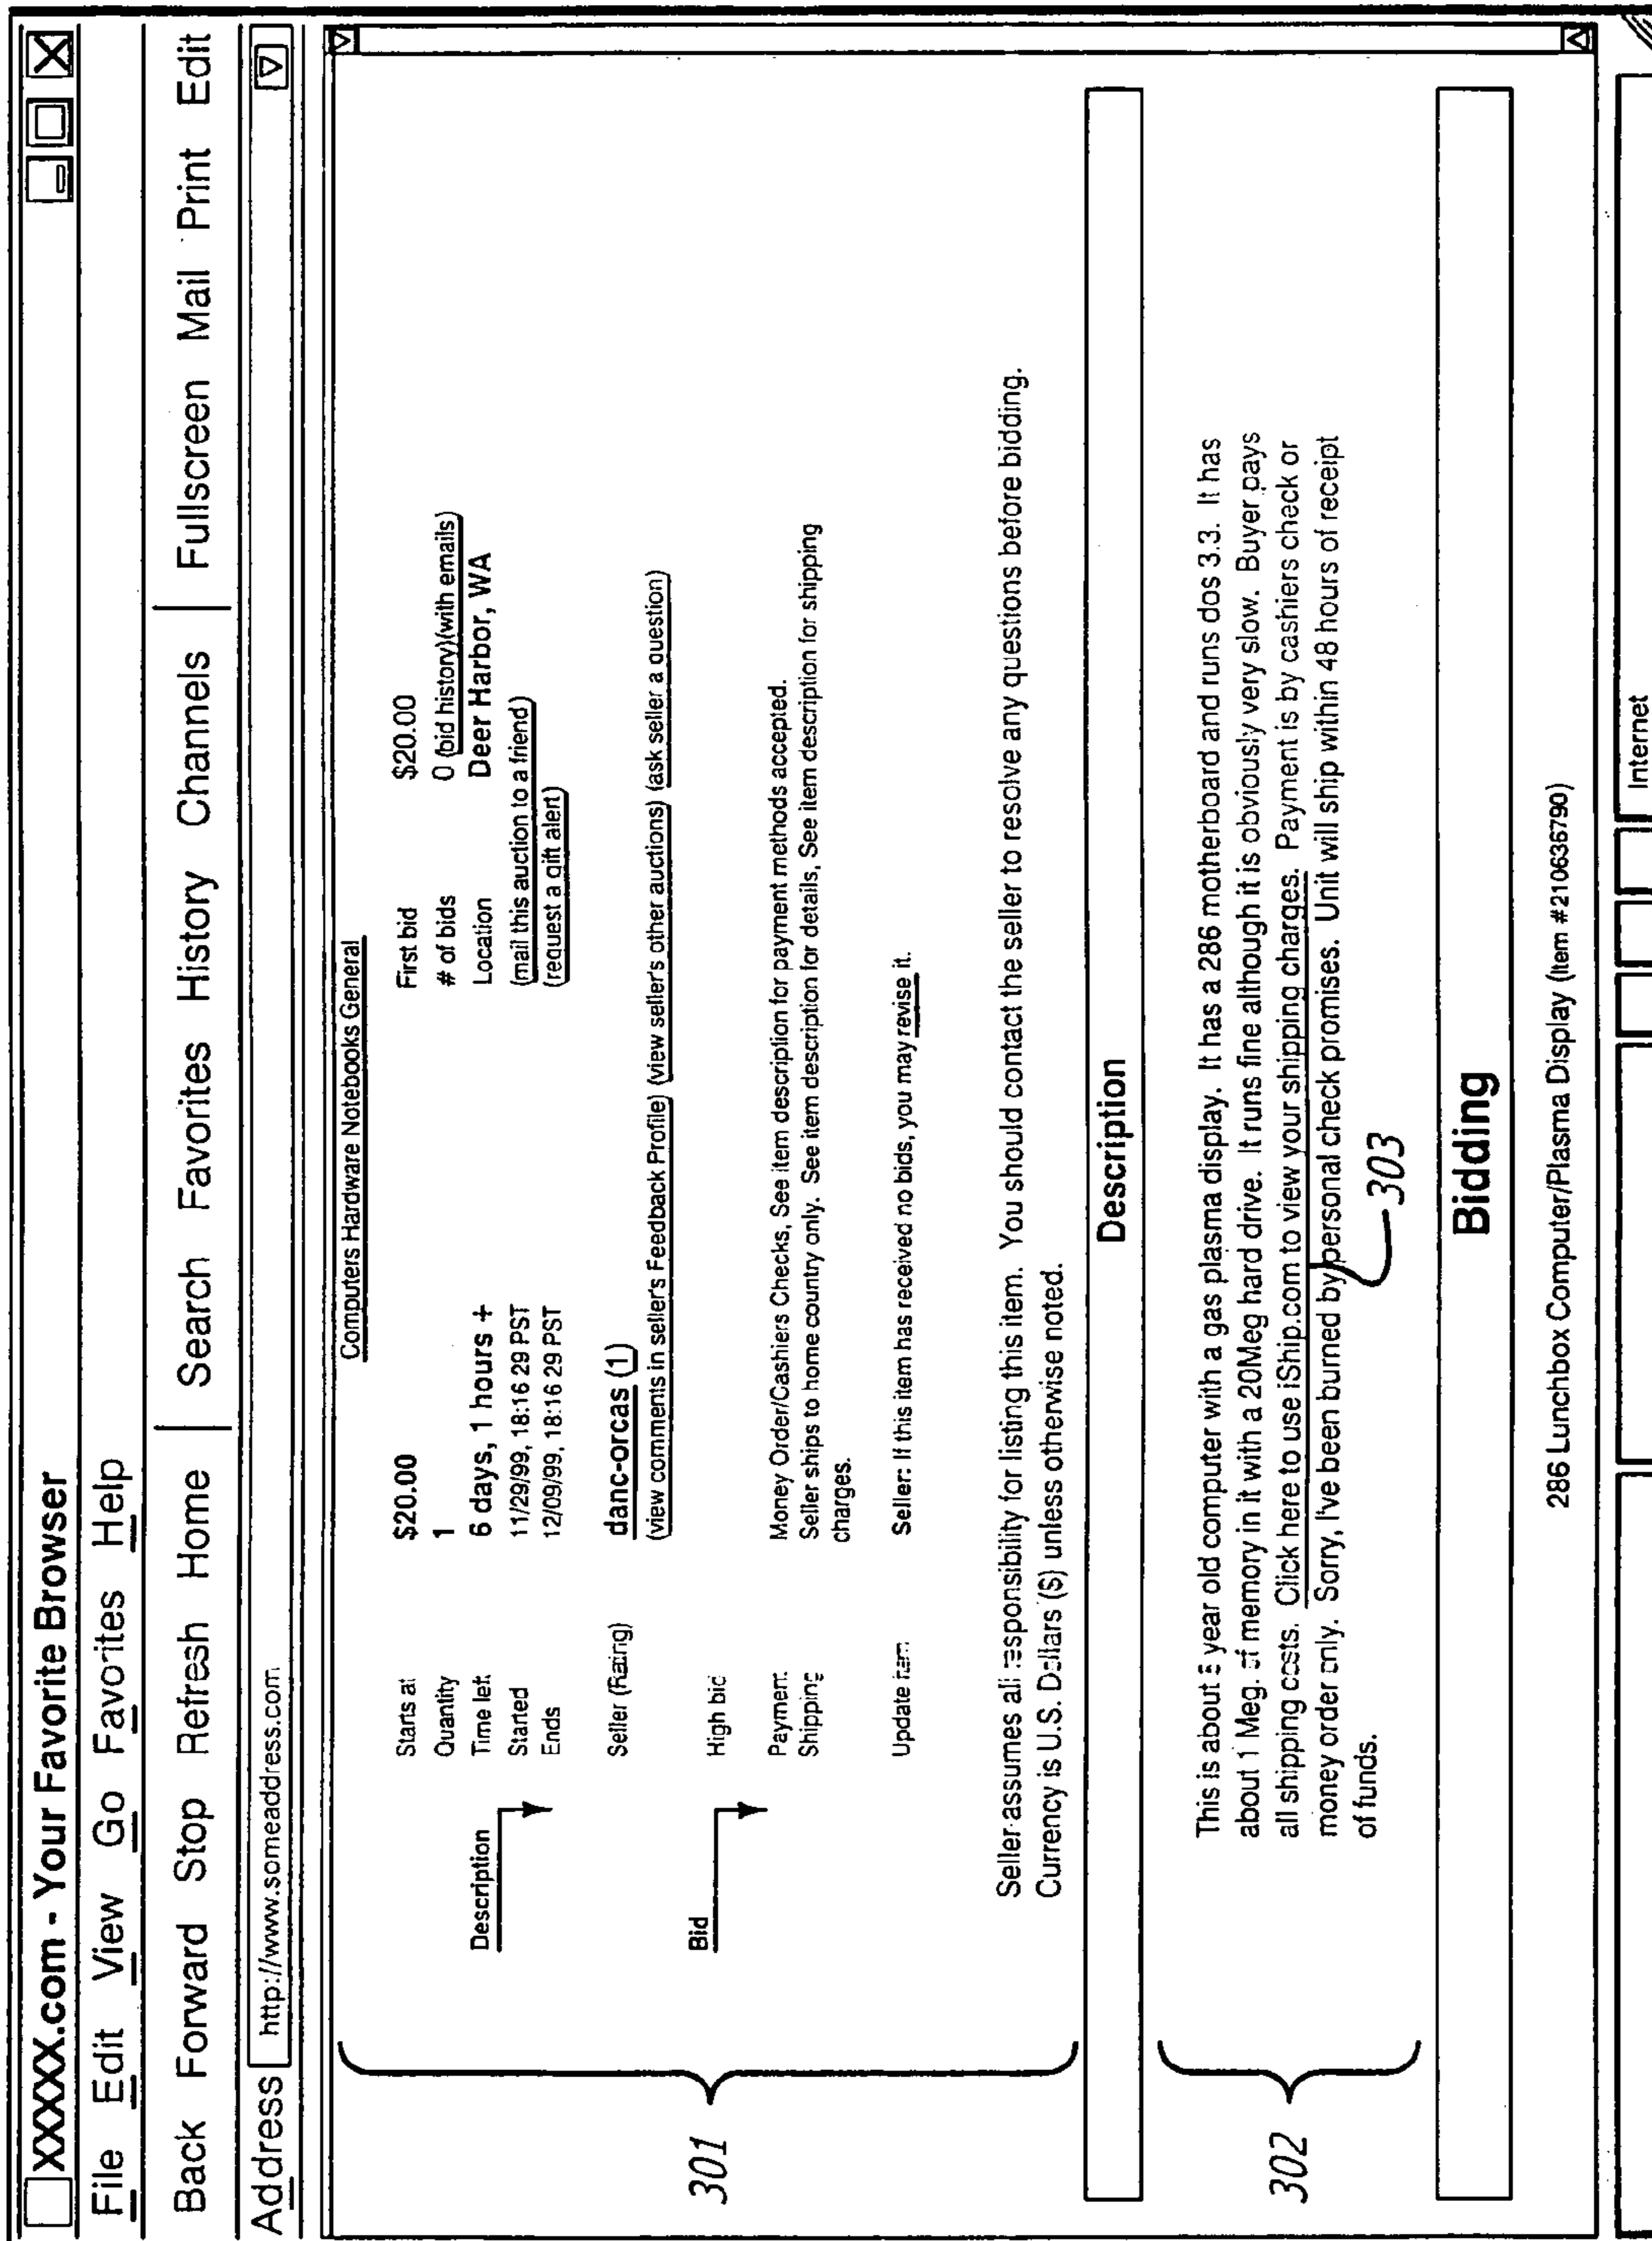 XXXXX.com - Your Favorite Browser
File Edit View Go Favorites Help
Back Forward Stop Refresh Home Search Favorites History Channels Fullscreen Mail Print Edit
Address http://www.someaddress.com
Computers Hardware Notebooks General
Starts at $20.00 First bid $20.00
Quantity 1 # of bids 0 (bid history)(with emails)
Description Time left 6 days, 1 hours + Location Deer Harbor, WA
Started 11/29/99, 18:16 29 PST (mail this auction to a friend)
Ends 12/09/99, 18:16 29 PST (request a gift alert)
Seller (Rating) danc-orcas (1)
(view comments in seller's Feedback Profile) (view seller's other auctions) (ask seller a question)
301
Bid High bid
Payment Money Order/Cashiers Checks, See item description for payment methods accepted.
Shipping Seller ships to home country only. See item description for details, See item description for shipping
charges.
Update item Seller: If this item has received no bids, you may revise it.
Seller assumes all responsibility for listing this item. You should contact the seller to resolve any questions before bidding.
Currency is U.S. Dollars ($) unless otherwise noted.
Description
302
This is about year old computer with a gas plasma display. It has a 286 motherboard and runs dos 3.3. It has
about 1 Meg. of memory in it with a 20Meg hard drive. It runs fine although it is obviously very slow. Buyer pays
all shipping costs. Click here to use iShip.com to view your shipping charges. Payment is by cashiers check or
money order only. Sorry, I've been burned by personal check promises. Unit will ship within 48 hours of receipt
of funds.
303
Bidding
286 Lunchbox Computer/Plasma Display (Item #210636790)
Internet